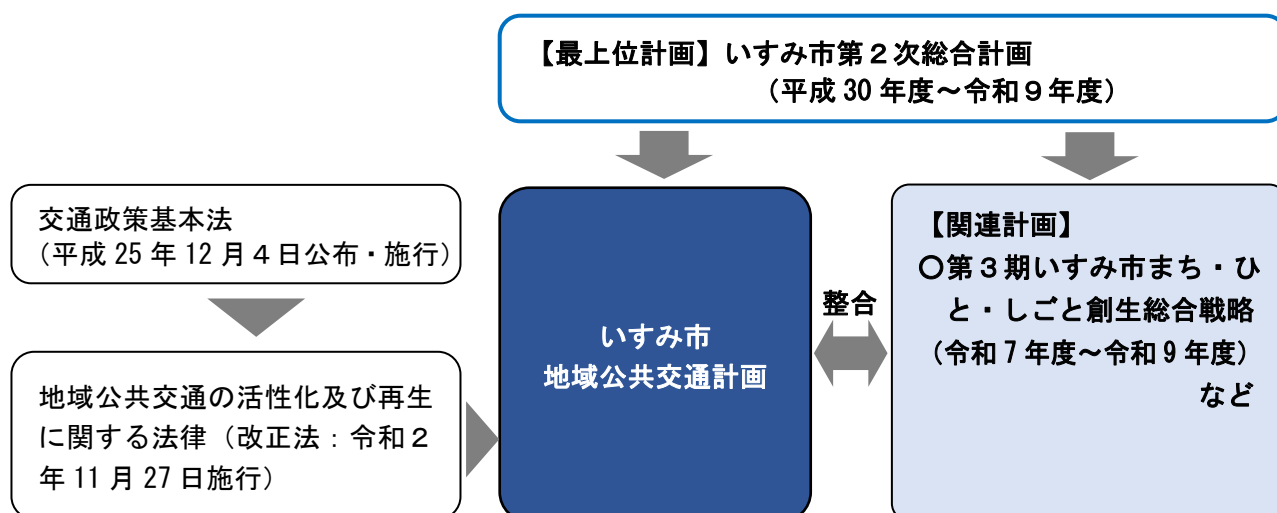 【最上位計画】いすみ市第２次総合計画
（平成 30 年度～令和９年度）
交通政策基本法
（平成 25 年 12 月４日公布・施行）
地域公共交通の活性化及び再生
に関する法律（改正法：令和２
年 11 月 27 日施行）
いすみ市
地域公共交通計画
整合
【関連計画】
〇第３期いすみ市まち・ひ
と・しごと創生総合戦略
（令和 7 年度～令和 9 年度）
など